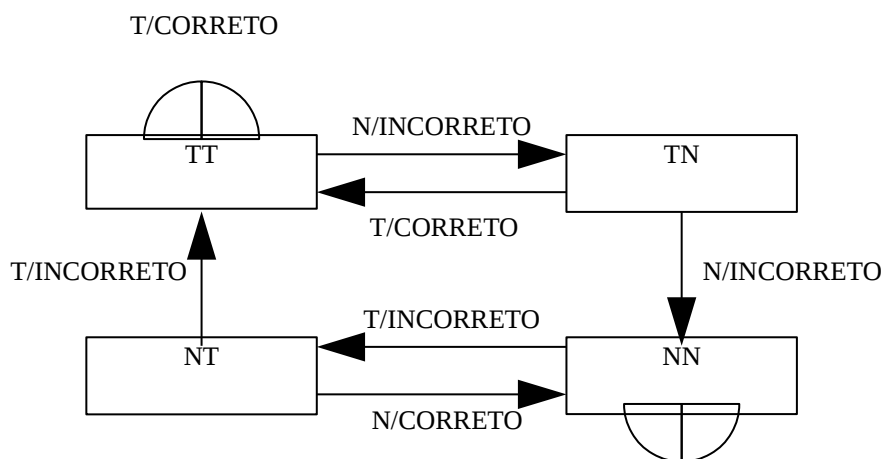 T/CORRETO
N/INCORRETO
TT
TN
T/CORRETO
T/INCORRETO
N/INCORRETO
T/INCORRETO
NT
NN
N/CORRETO